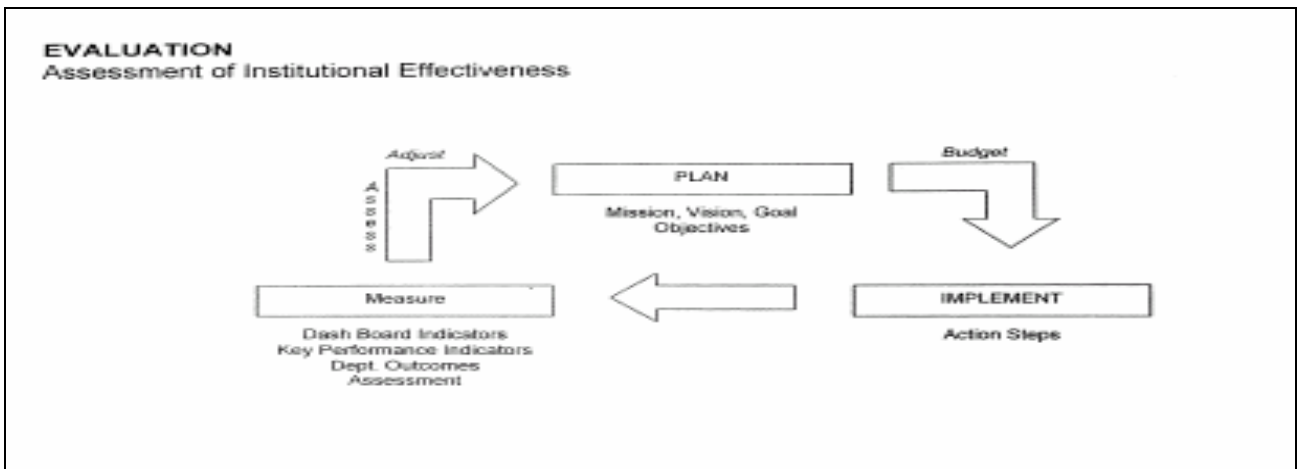 EVALUATION
Assessment of Institutional Effectiveness
Adjust
Assess
PLAN
Mission, Vision, Goal
Objectives
Budget
Measure
Dash Board Indicators
Key Performance Indicators
Dept. Outcomes
Assessment
IMPLEMENT
Action Steps